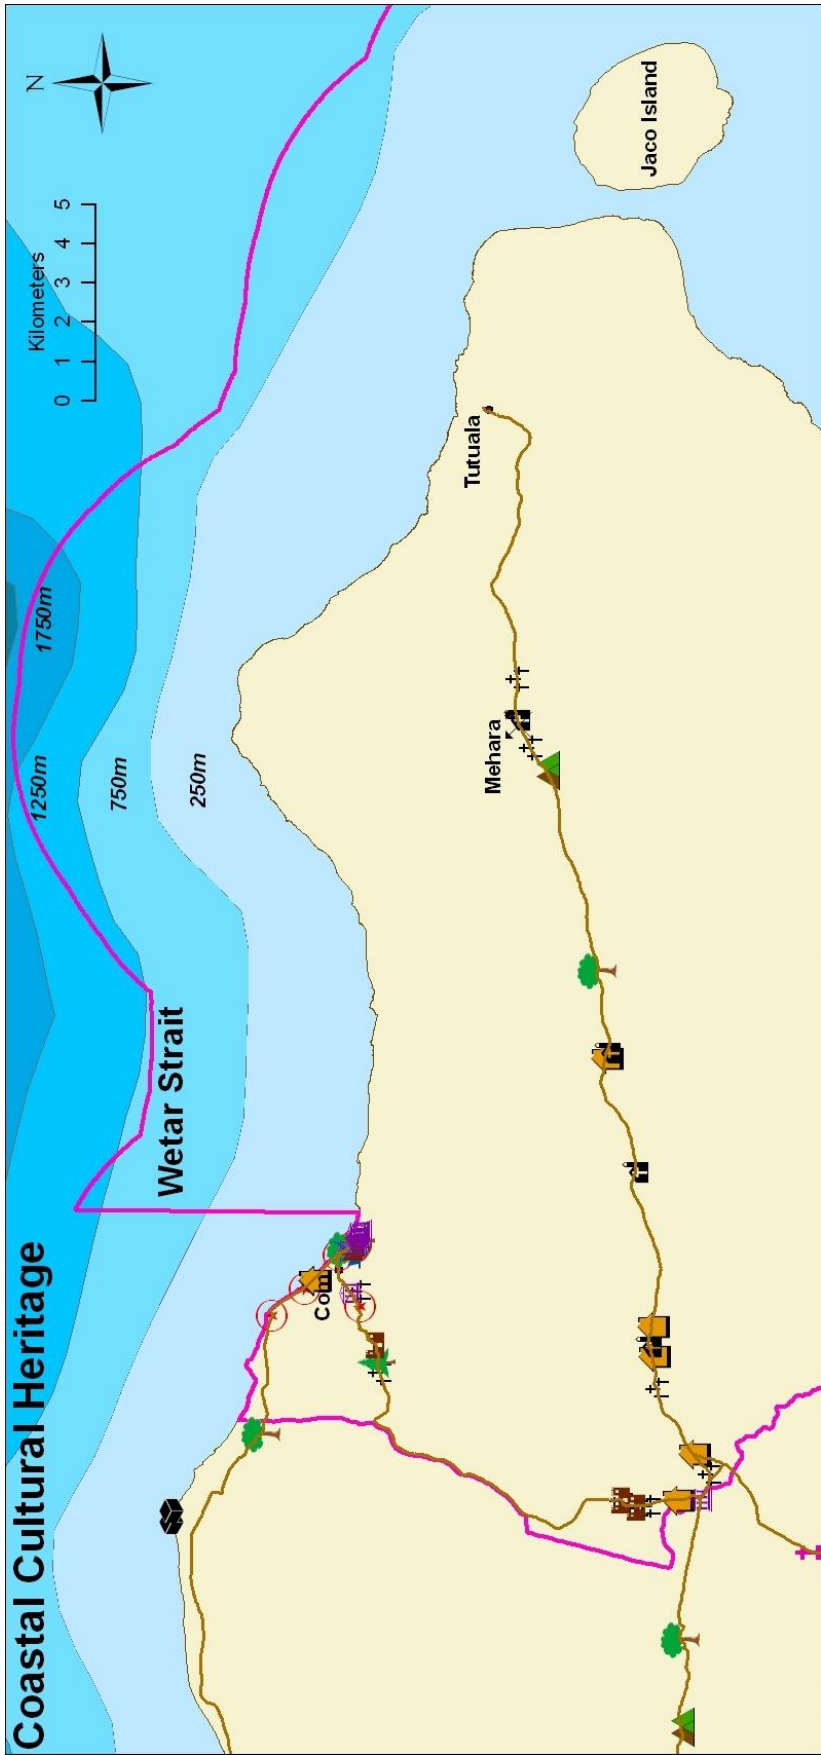 Coastal Cultural Heritage
N
Kilometers
0 1 2 3 4 5
1750m
1250m
750m
250m
Wetar Strait
Jaco Island
Tutuala
Mehara
Com